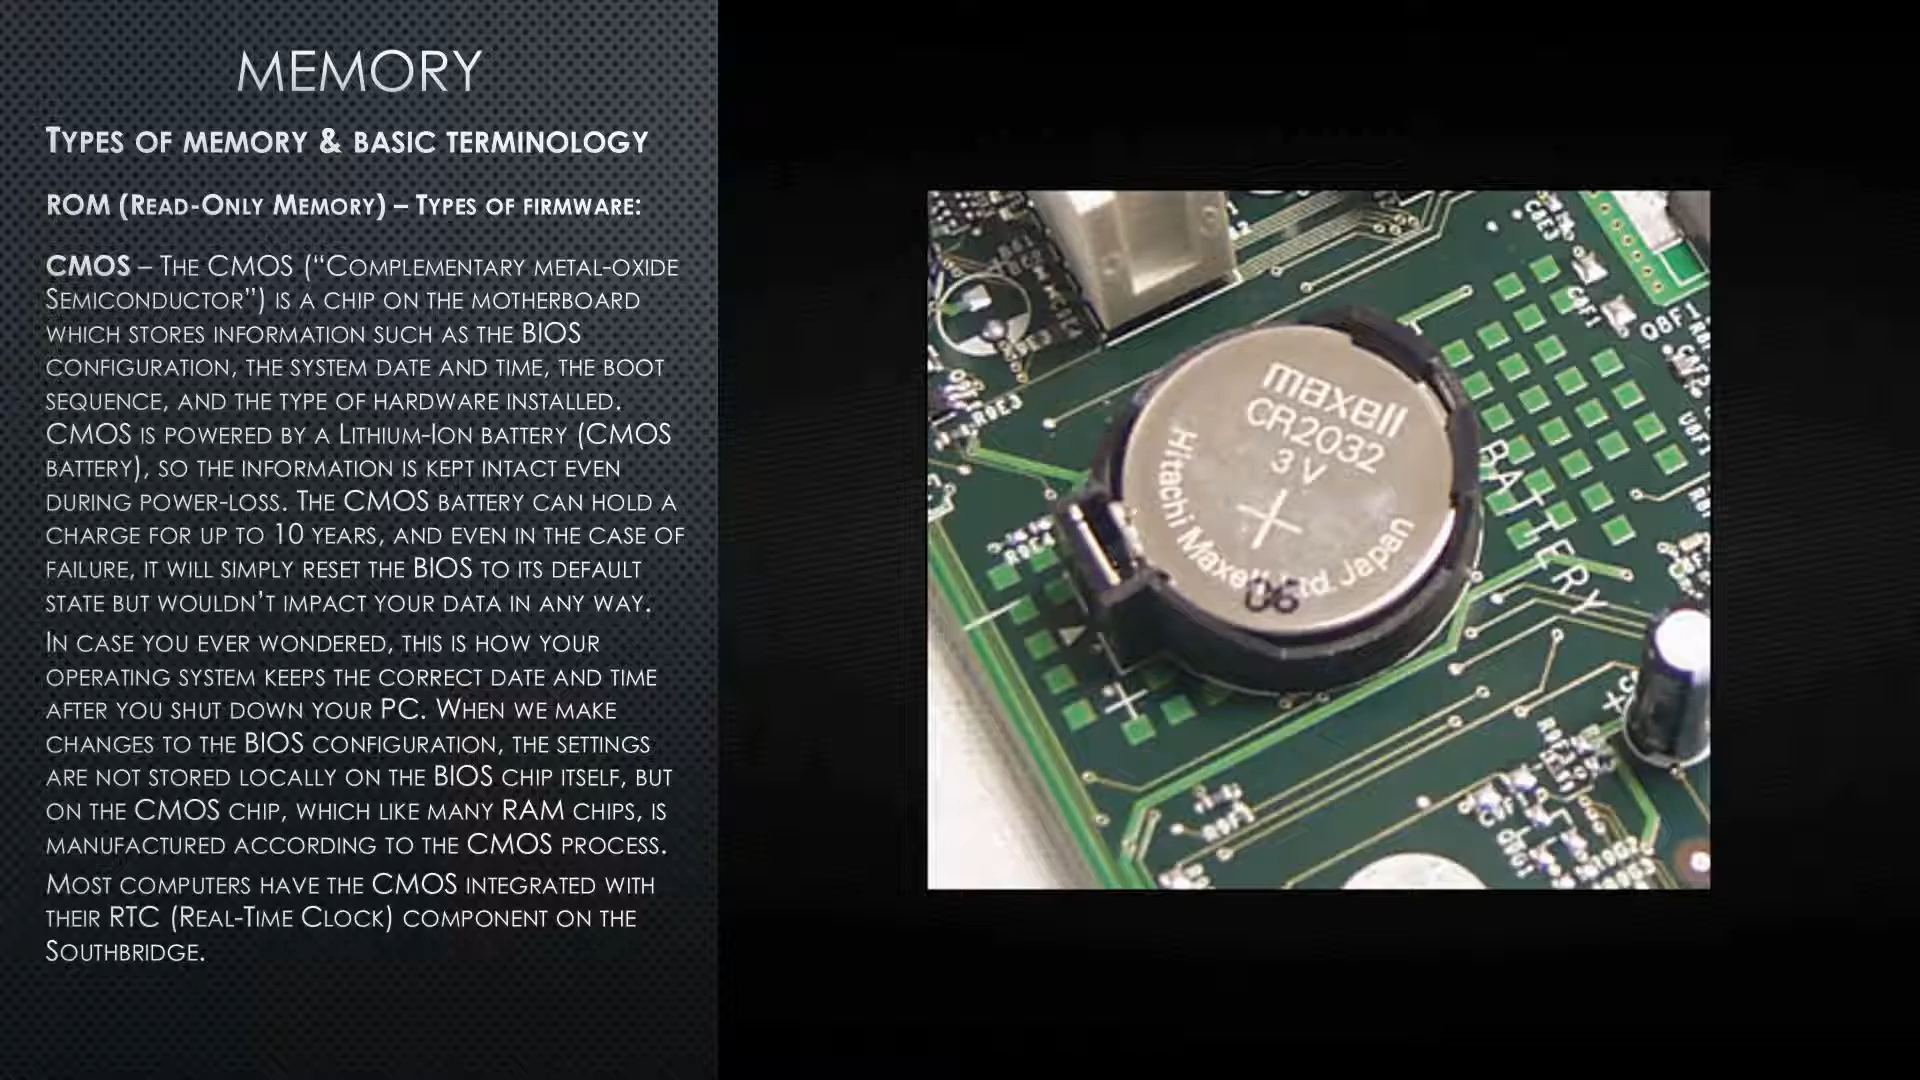 MEMORY
TYPES OF MEMORY & BASIC TERMINOLOGY
ROM (READ-ONLY MEMORY) – TYPES OF FIRMWARE:
CMOS – THE CMOS (“COMPLEMENTARY METAL-OXIDE
SEMICONDUCTOR”) IS A CHIP ON THE MOTHERBOARD
WHICH STORES INFORMATION SUCH AS THE BIOS
CONFIGURATION, THE SYSTEM DATE AND TIME, THE BOOT
SEQUENCE, AND THE TYPE OF HARDWARE INSTALLED.
CMOS IS POWERED BY A LITHIUM-ION BATTERY (CMOS
BATTERY), SO THE INFORMATION IS KEPT INTACT EVEN
DURING POWER-LOSS. THE CMOS BATTERY CAN HOLD A
CHARGE FOR UP TO 10 YEARS, AND EVEN IN THE CASE OF
FAILURE, IT WILL SIMPLY RESET THE BIOS TO ITS DEFAULT
STATE BUT WOULDN’T IMPACT YOUR DATA IN ANY WAY.
IN CASE YOU EVER WONDERED, THIS IS HOW YOUR
OPERATING SYSTEM KEEPS THE CORRECT DATE AND TIME
AFTER YOU SHUT DOWN YOUR PC. WHEN WE MAKE
CHANGES TO THE BIOS CONFIGURATION, THE SETTINGS
ARE NOT STORED LOCALLY ON THE BIOS CHIP ITSELF, BUT
ON THE CMOS CHIP, WHICH LIKE MANY RAM CHIPS, IS
MANUFACTURED ACCORDING TO THE CMOS PROCESS.
MOST COMPUTERS HAVE THE CMOS INTEGRATED WITH
THEIR RTC (REAL-TIME CLOCK) COMPONENT ON THE
SOUTHBRIDGE.
maxell
CR2032
3V
+
Hitachi Maxell Ltd. Japan
06
BATTERY
C8E3
C8F1
Q8F1
R9E3